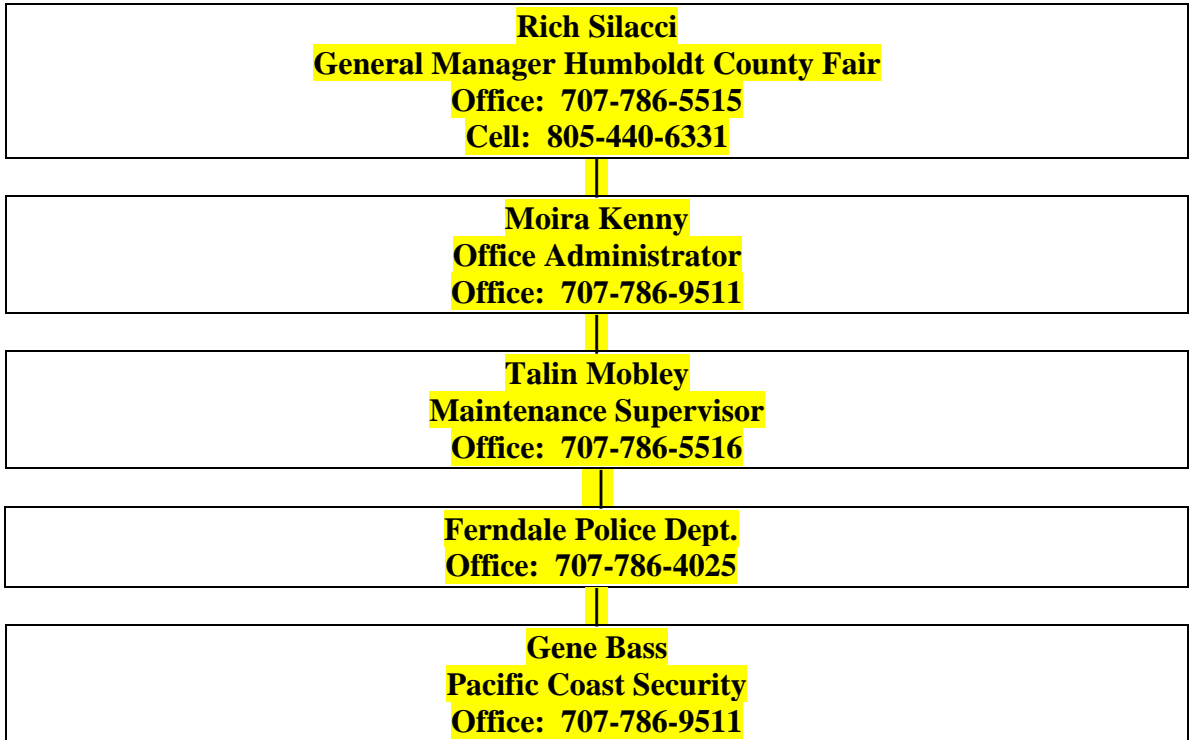 Rich Silacci
General Manager Humboldt County Fair
Office: 707-786-5515
Cell: 805-440-6331
Moira Kenny
Office Administrator
Office: 707-786-9511
Talin Mobley
Maintenance Supervisor
Office: 707-786-5516
Ferndale Police Dept.
Office: 707-786-4025
Gene Bass
Pacific Coast Security
Office: 707-786-9511